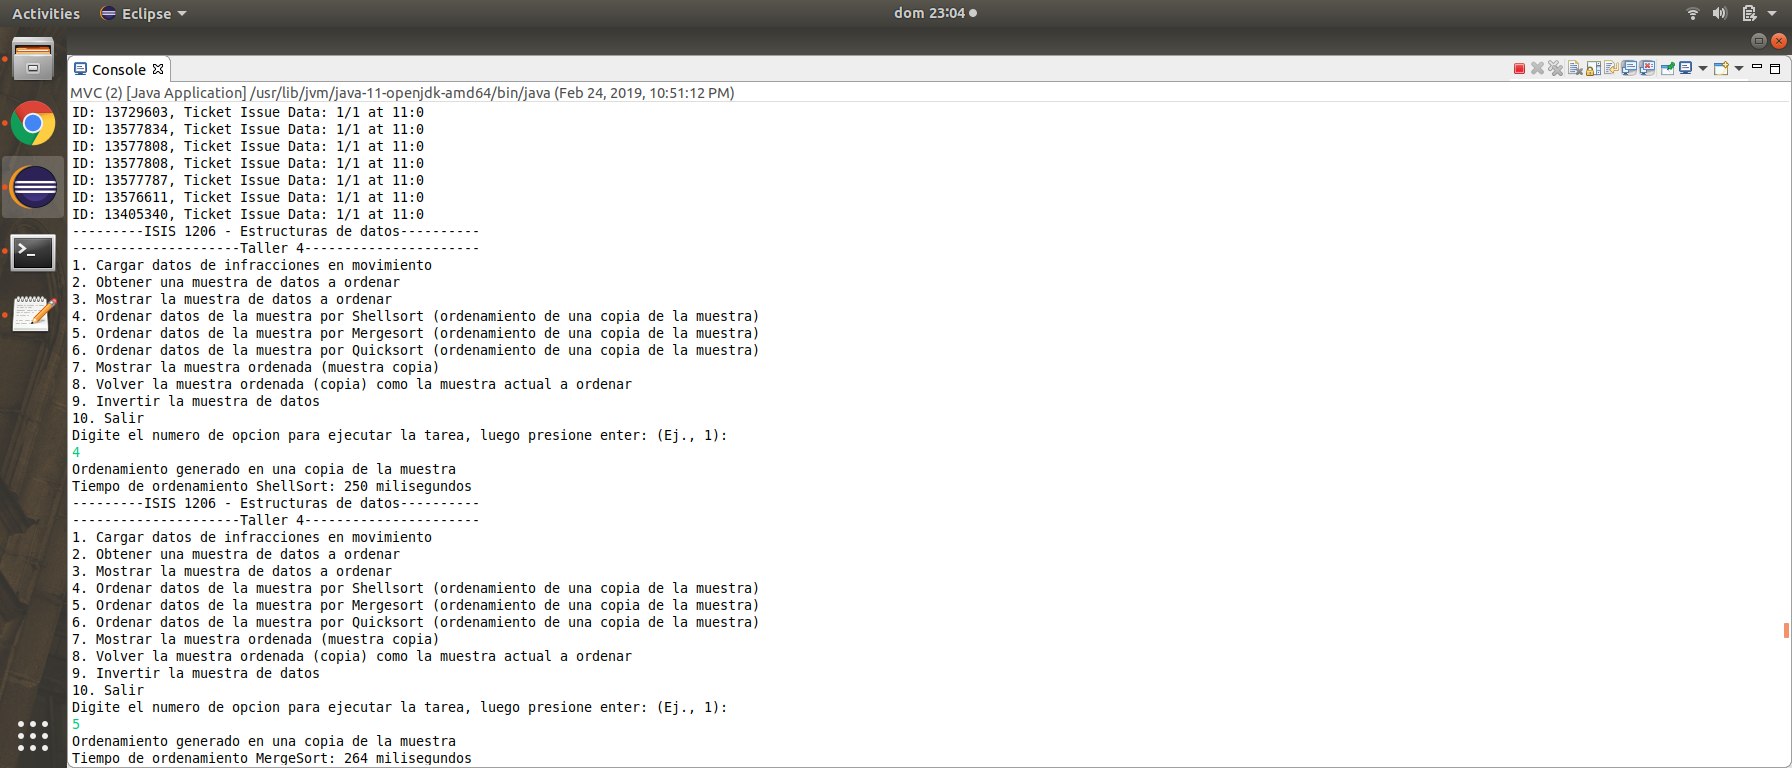 Activities
Eclipse
dom 23:04
Console
MVC (2) [Java Application] /usr/lib/jvm/java-11-openjdk-amd64/bin/java (Feb 24, 2019, 10:51:12 PM)
ID: 13729603, Ticket Issue Data: 1/1 at 11:0
ID: 13577834, Ticket Issue Data: 1/1 at 11:0
ID: 13577808, Ticket Issue Data: 1/1 at 11:0
ID: 13577808, Ticket Issue Data: 1/1 at 11:0
ID: 13577787, Ticket Issue Data: 1/1 at 11:0
ID: 13576611, Ticket Issue Data: 1/1 at 11:0
ID: 13405340, Ticket Issue Data: 1/1 at 11:0
---------ISIS 1206 - Estructuras de datos----------
---------------------Taller 4----------------------
1. Cargar datos de infracciones en movimiento
2. Obtener una muestra de datos a ordenar
3. Mostrar la muestra de datos a ordenar
4. Ordenar datos de la muestra por Shellsort (ordenamiento de una copia de la muestra)
5. Ordenar datos de la muestra por Mergesort (ordenamiento de una copia de la muestra)
6. Ordenar datos de la muestra por Quicksort (ordenamiento de una copia de la muestra)
7. Mostrar la muestra ordenada (muestra copia)
8. Volver la muestra ordenada (copia) como la muestra actual a ordenar
9. Invertir la muestra de datos
10. Salir
Digite el numero de opcion para ejecutar la tarea, luego presione enter: (Ej., 1):
4
Ordenamiento generado en una copia de la muestra
Tiempo de ordenamiento ShellSort: 250 milisegundos
---------ISIS 1206 - Estructuras de datos----------
---------------------Taller 4----------------------
1. Cargar datos de infracciones en movimiento
2. Obtener una muestra de datos a ordenar
3. Mostrar la muestra de datos a ordenar
4. Ordenar datos de la muestra por Shellsort (ordenamiento de una copia de la muestra)
5. Ordenar datos de la muestra por Mergesort (ordenamiento de una copia de la muestra)
6. Ordenar datos de la muestra por Quicksort (ordenamiento de una copia de la muestra)
7. Mostrar la muestra ordenada (muestra copia)
8. Volver la muestra ordenada (copia) como la muestra actual a ordenar
9. Invertir la muestra de datos
10. Salir
Digite el numero de opcion para ejecutar la tarea, luego presione enter: (Ej., 1):
5
Ordenamiento generado en una copia de la muestra
Tiempo de ordenamiento MergeSort: 264 milisegundos